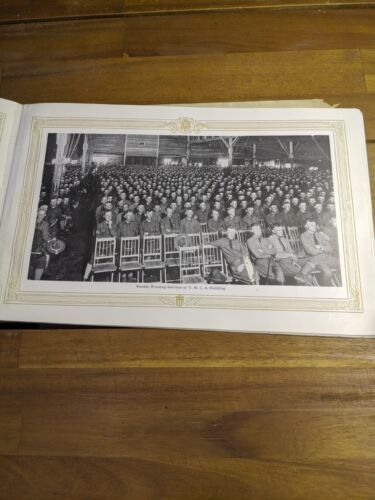 Sunday Evening Services at Y. M. C. A. Building.